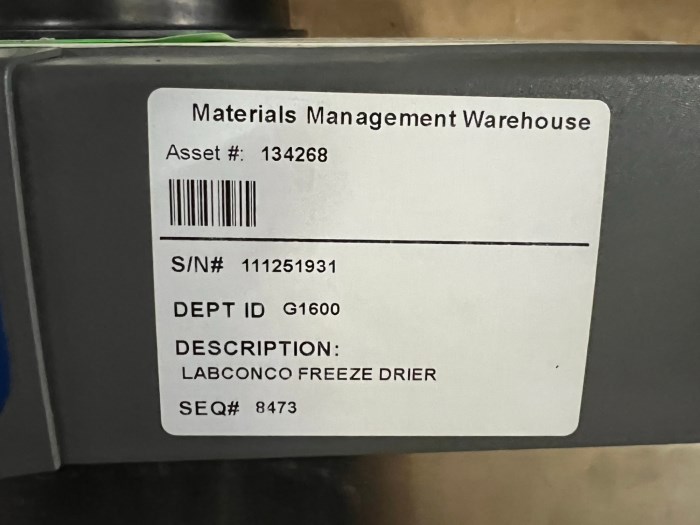 Materials Management Warehouse
Asset #: 134268
S/N# 111251931
DEPT ID G1600
DESCRIPTION:
LABCONCO FREEZE DRIER
SEQ# 8473